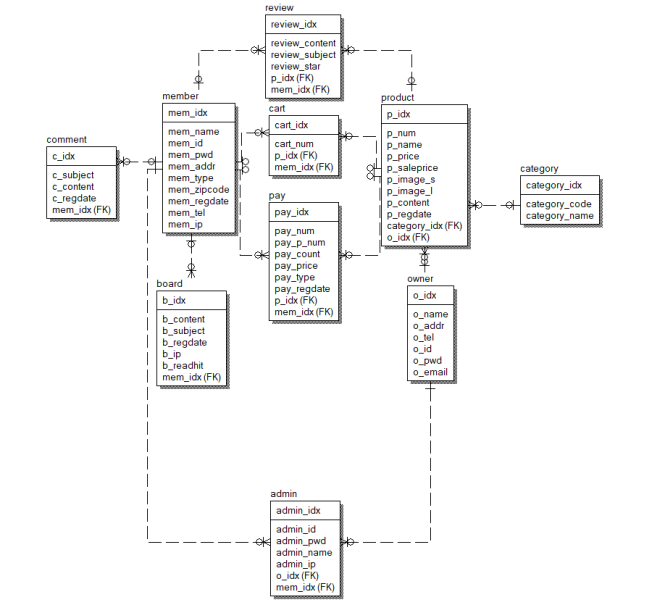 review
review_idx
review_content
review_subject
review_star
p_idx (FK)
mem_idx (FK)
member
mem_idx
mem_name
mem_id
mem_pwd
mem_addr
mem_type
mem_zipcode
mem_regdate
mem_tel
mem_ip
cart
cart_idx
cart_num
p_idx (FK)
mem_idx (FK)
product
p_idx
p_num
p_name
p_price
p_saleprice
p_image_s
p_image_l
p_content
p_regdate
category_idx (FK)
o_idx (FK)
comment
c_idx
c_subject
c_content
c_regdate
mem_idx (FK)
category
category_idx
category_code
category_name
pay
pay_idx
pay_num
pay_p_num
pay_count
pay_price
pay_type
pay_regdate
p_idx (FK)
mem_idx (FK)
board
b_idx
b_content
b_subject
b_regdate
b_ip
b_readhit
mem_idx (FK)
owner
o_idx
o_name
o_addr
o_tel
o_id
o_pwd
o_email
admin
admin_idx
admin_id
admin_pwd
admin_name
admin_ip
o_idx (FK)
mem_idx (FK)